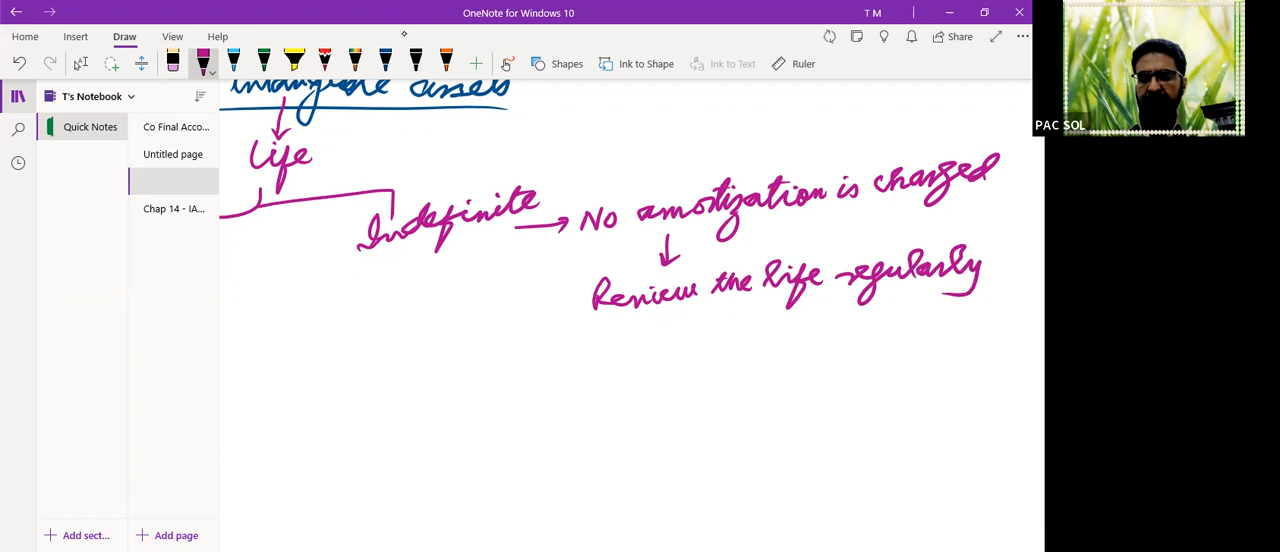 OneNote for Windows 10
T M
Home Insert Draw View Help
Share
Shapes Ink to Shape Ink to Text Ruler
T's Notebook
Quick Notes
Co Final Acco...
Untitled page
Chap 14 - IA...
Add sect...
Add page
PAC SOL
intangible assets
Life
Indefinite → No amortization is charged
Review the life regularly